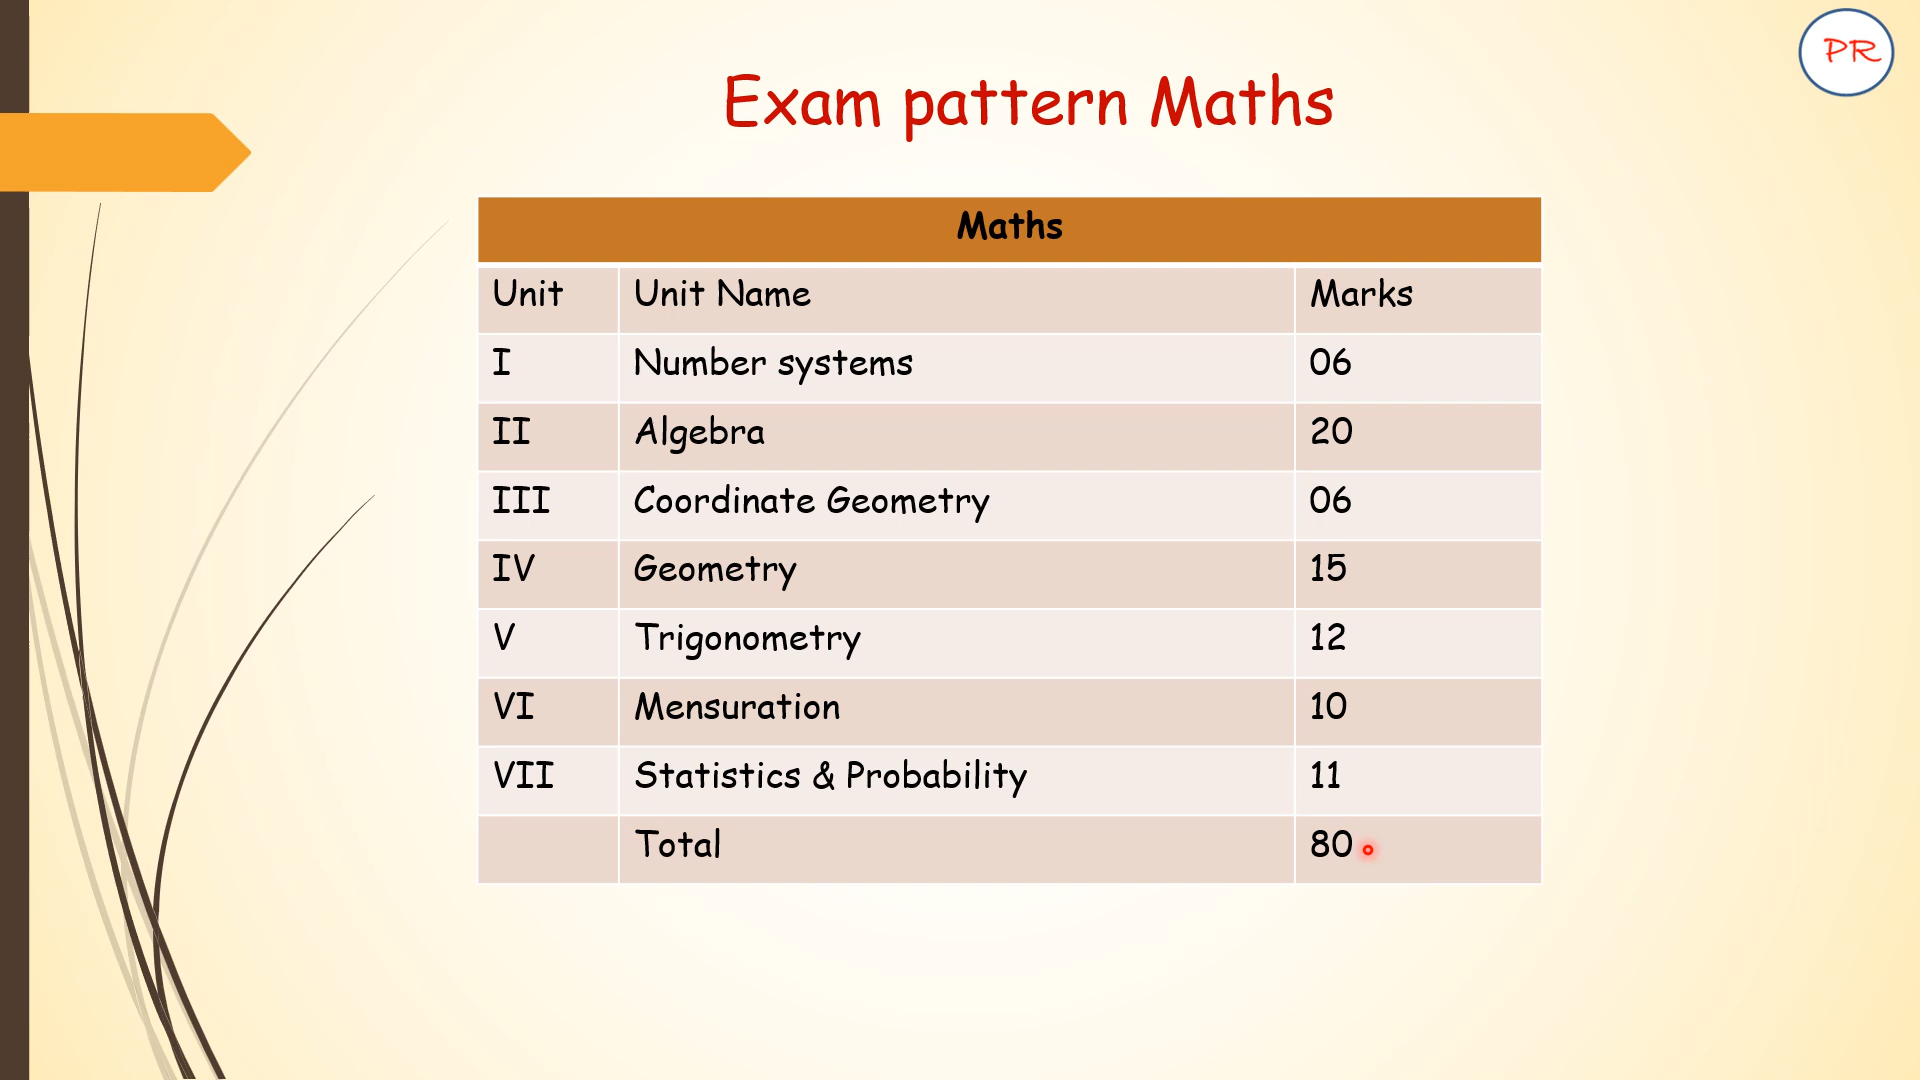 PR
Exam pattern Maths
Maths
Unit Unit Name Marks
I Number systems 06
II Algebra 20
III Coordinate Geometry 06
IV Geometry 15
V Trigonometry 12
VI Mensuration 10
VII Statistics & Probability 11
Total 80